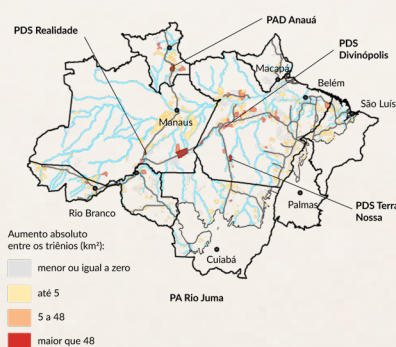 PAD Anauá
PDS Realidade
PDS
Divinópolis
Macapá
Belém
São Luís
Manaus
Rio Branco
Palmas
PDS Terra
Nossa
Cuiabá
PA Rio Juma
Aumento absoluto
entre os triênios (km²):
menor ou igual a zero
até 5
5 a 48
maior que 48